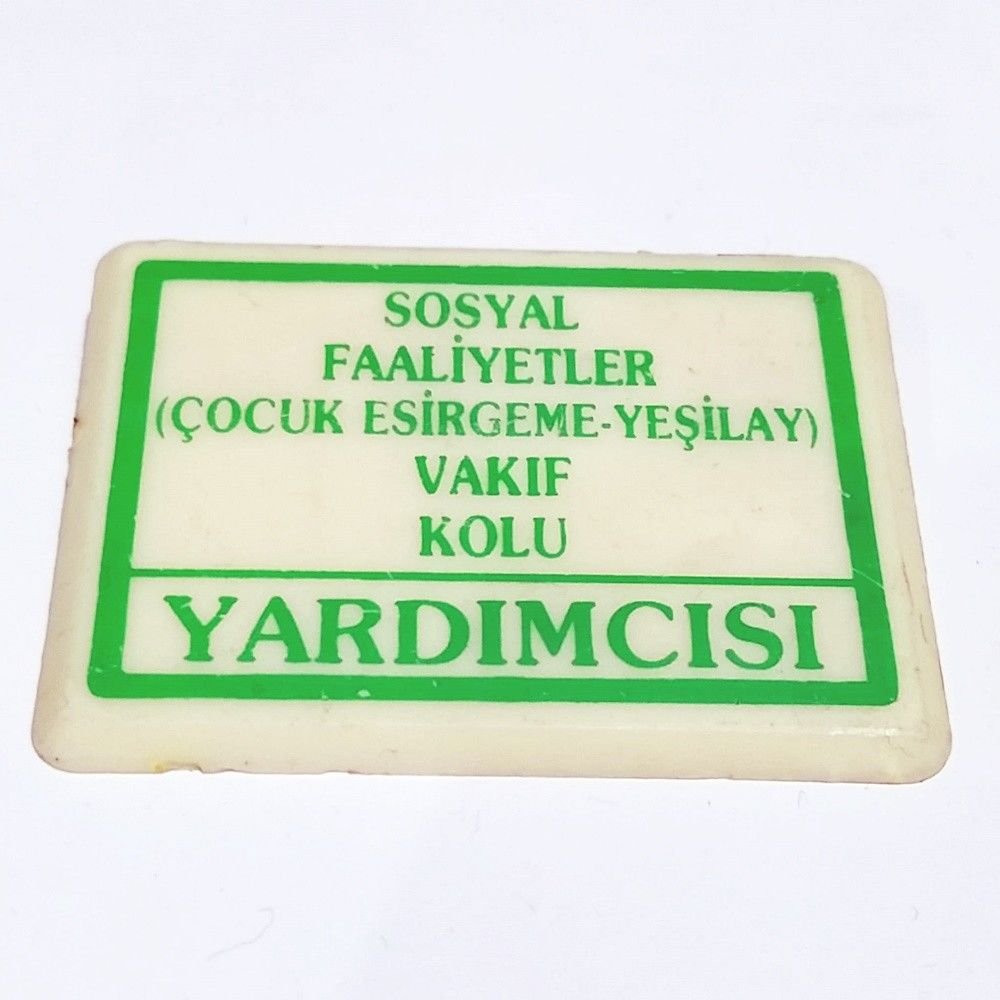 SOSYAL
FAALİYETLER
(ÇOCUK ESİRGEME-YEŞİLAY)
VAKIF
KOLU
YARDIMCISI